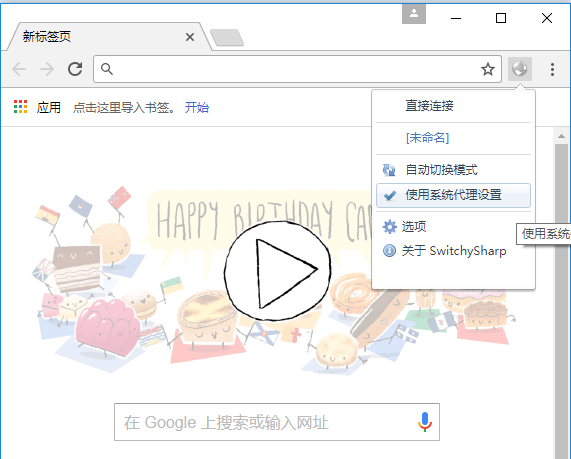 新标签页
应用 点击这里导入书签。 开始
直接连接
[未命名]
自动切换模式
使用系统代理设置
选项
使用系统
关于 SwitchySharp
HAPPY BIRTHDAY
在 Google 上搜索或输入网址